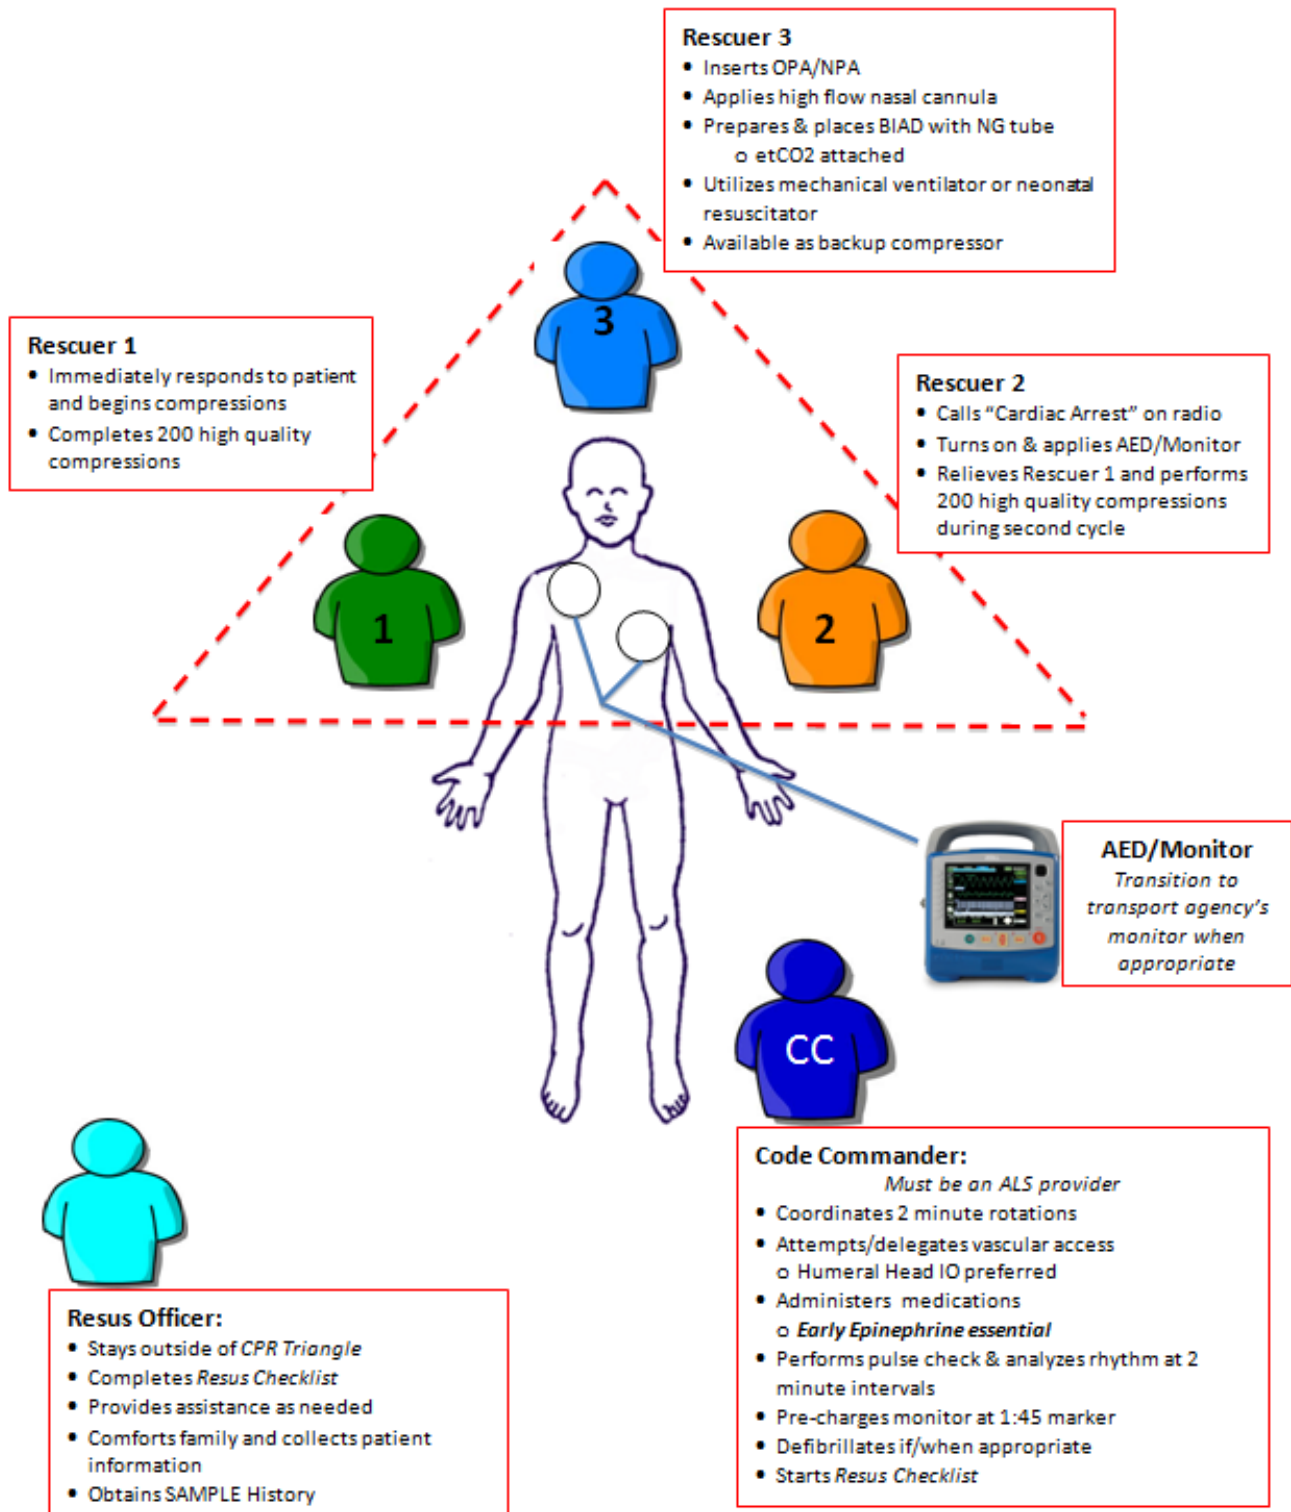 Rescuer 3
• Inserts OPA/NPA
• Applies high flow nasal cannula
• Prepares & places BIAD with NG tube
o etCO2 attached
• Utilizes mechanical ventilator or neonatal
resuscitator
• Available as backup compressor
3
Rescuer 1
• Immediately responds to patient
and begins compressions
• Completes 200 high quality
compressions
Rescuer 2
• Calls “Cardiac Arrest” on radio
• Turns on & applies AED/Monitor
• Relieves Rescuer 1 and performs
200 high quality compressions
during second cycle
1
2
AED/Monitor
Transition to
transport agency’s
monitor when
appropriate
CC
Code Commander:
Must be an ALS provider
• Coordinates 2 minute rotations
• Attempts/delegates vascular access
o Humeral Head IO preferred
• Administers medications
o Early Epinephrine essential
• Performs pulse check & analyzes rhythm at 2
minute intervals
• Pre-charges monitor at 1:45 marker
• Defibrillates if/when appropriate
• Starts Resus Checklist
Resus Officer:
• Stays outside of CPR Triangle
• Completes Resus Checklist
• Provides assistance as needed
• Comforts family and collects patient
information
• Obtains SAMPLE History